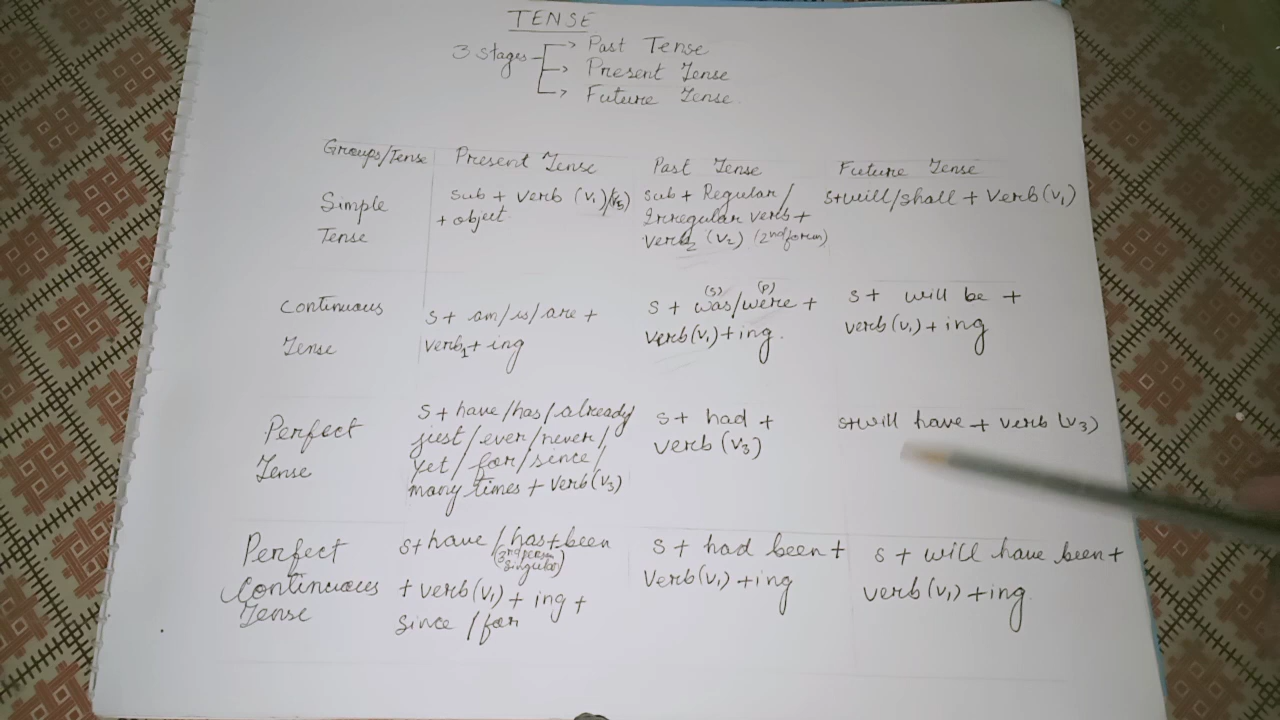 TENSE
3 stages
Past Tense
Present Tense
Future Tense
Groups/Tense Present Tense Past Tense Future Tense
Simple
Tense
sub + verb (V1)/V5)
+ object
sub + Regular/
Irregular verb +
verb2 (V2) (2nd form)
s+will/shall + verb(V1)
Continuous
Tense
s + am/is/are +
verb1+ ing
(s) (p)
s + was/were +
verb(V1)+ing.
s + will be +
verb(V1)+ing
Perfect
Tense
s + have/has/already
just/ever/never/
yet/for/since/
many times + verb(V3)
s + had +
verb (V3)
s+will have + verb (V3)
Perfect
Continuous
Tense
s+have/has+been
(3rd person
singular)
+ verb(V1) + ing +
since/for
s + had been +
verb(V1) +ing
s + will have been +
verb(V1) +ing.